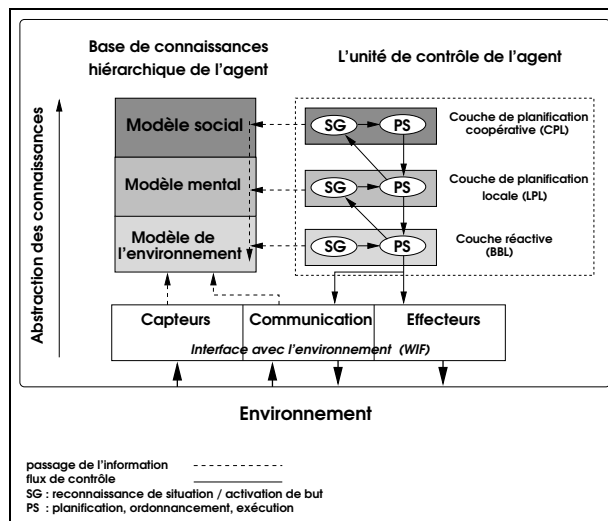 Base de connaissances
hiérarchique de l'agent
L'unité de contrôle de l'agent
Abstraction des connaissances
Modèle social
SG
PS
Couche de planification
coopérative (CPL)
Modèle mental
SG
PS
Couche de planification
locale (LPL)
Modèle de
l'environnement
SG
PS
Couche réactive
(BBL)
Capteurs
Communication
Effecteurs
Interface avec l'environnement (WIF)
Environnement
passage de l'information
flux de contrôle
SG : reconnaissance de situation / activation de but
PS : planification, ordonnancement, exécution